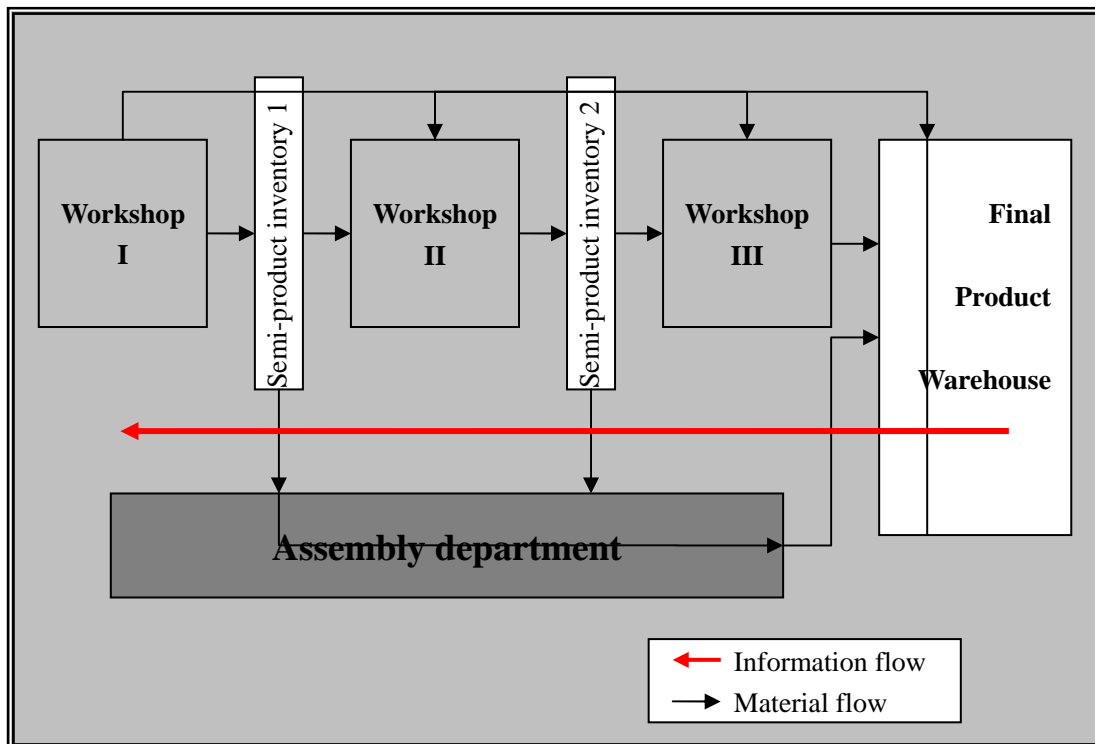 Workshop
I
Semi-product inventory 1
Workshop
II
Semi-product inventory 2
Workshop
III
Final
Product
Warehouse
Assembly department
Information flow
Material flow